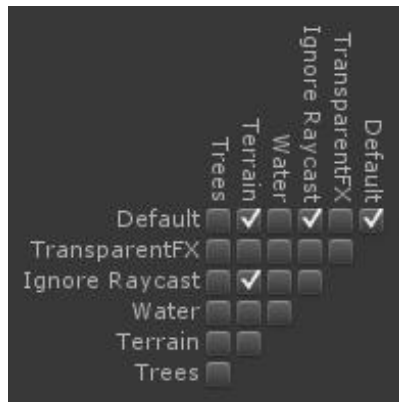 Trees
Terrain
Water
Ignore Raycast
TransparentFX
Default
Default
TransparentFX
Ignore Raycast
Water
Terrain
Trees